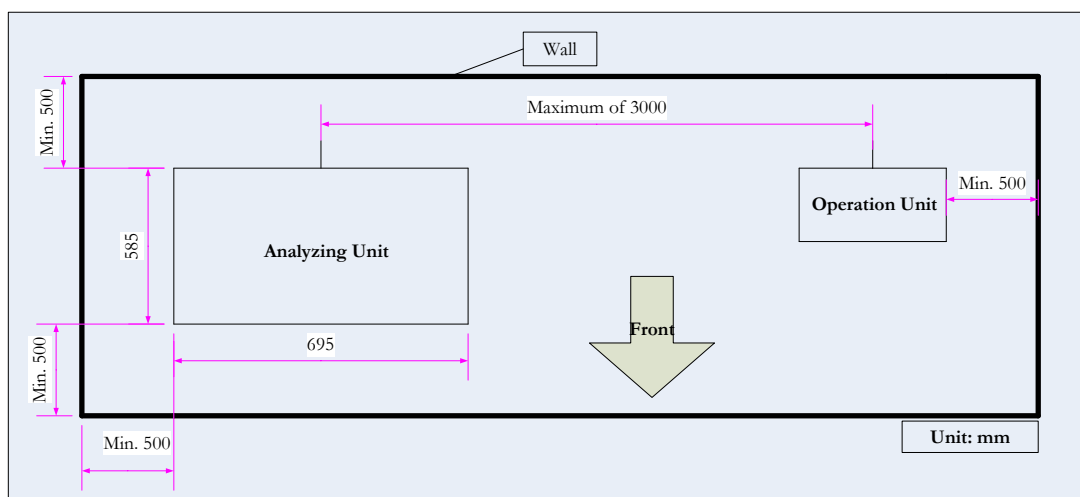 Wall
Min. 500
Maximum of 3000
Min. 500
Operation Unit
Analyzing Unit
585
Front
695
Min. 500
Min. 500
Unit: mm